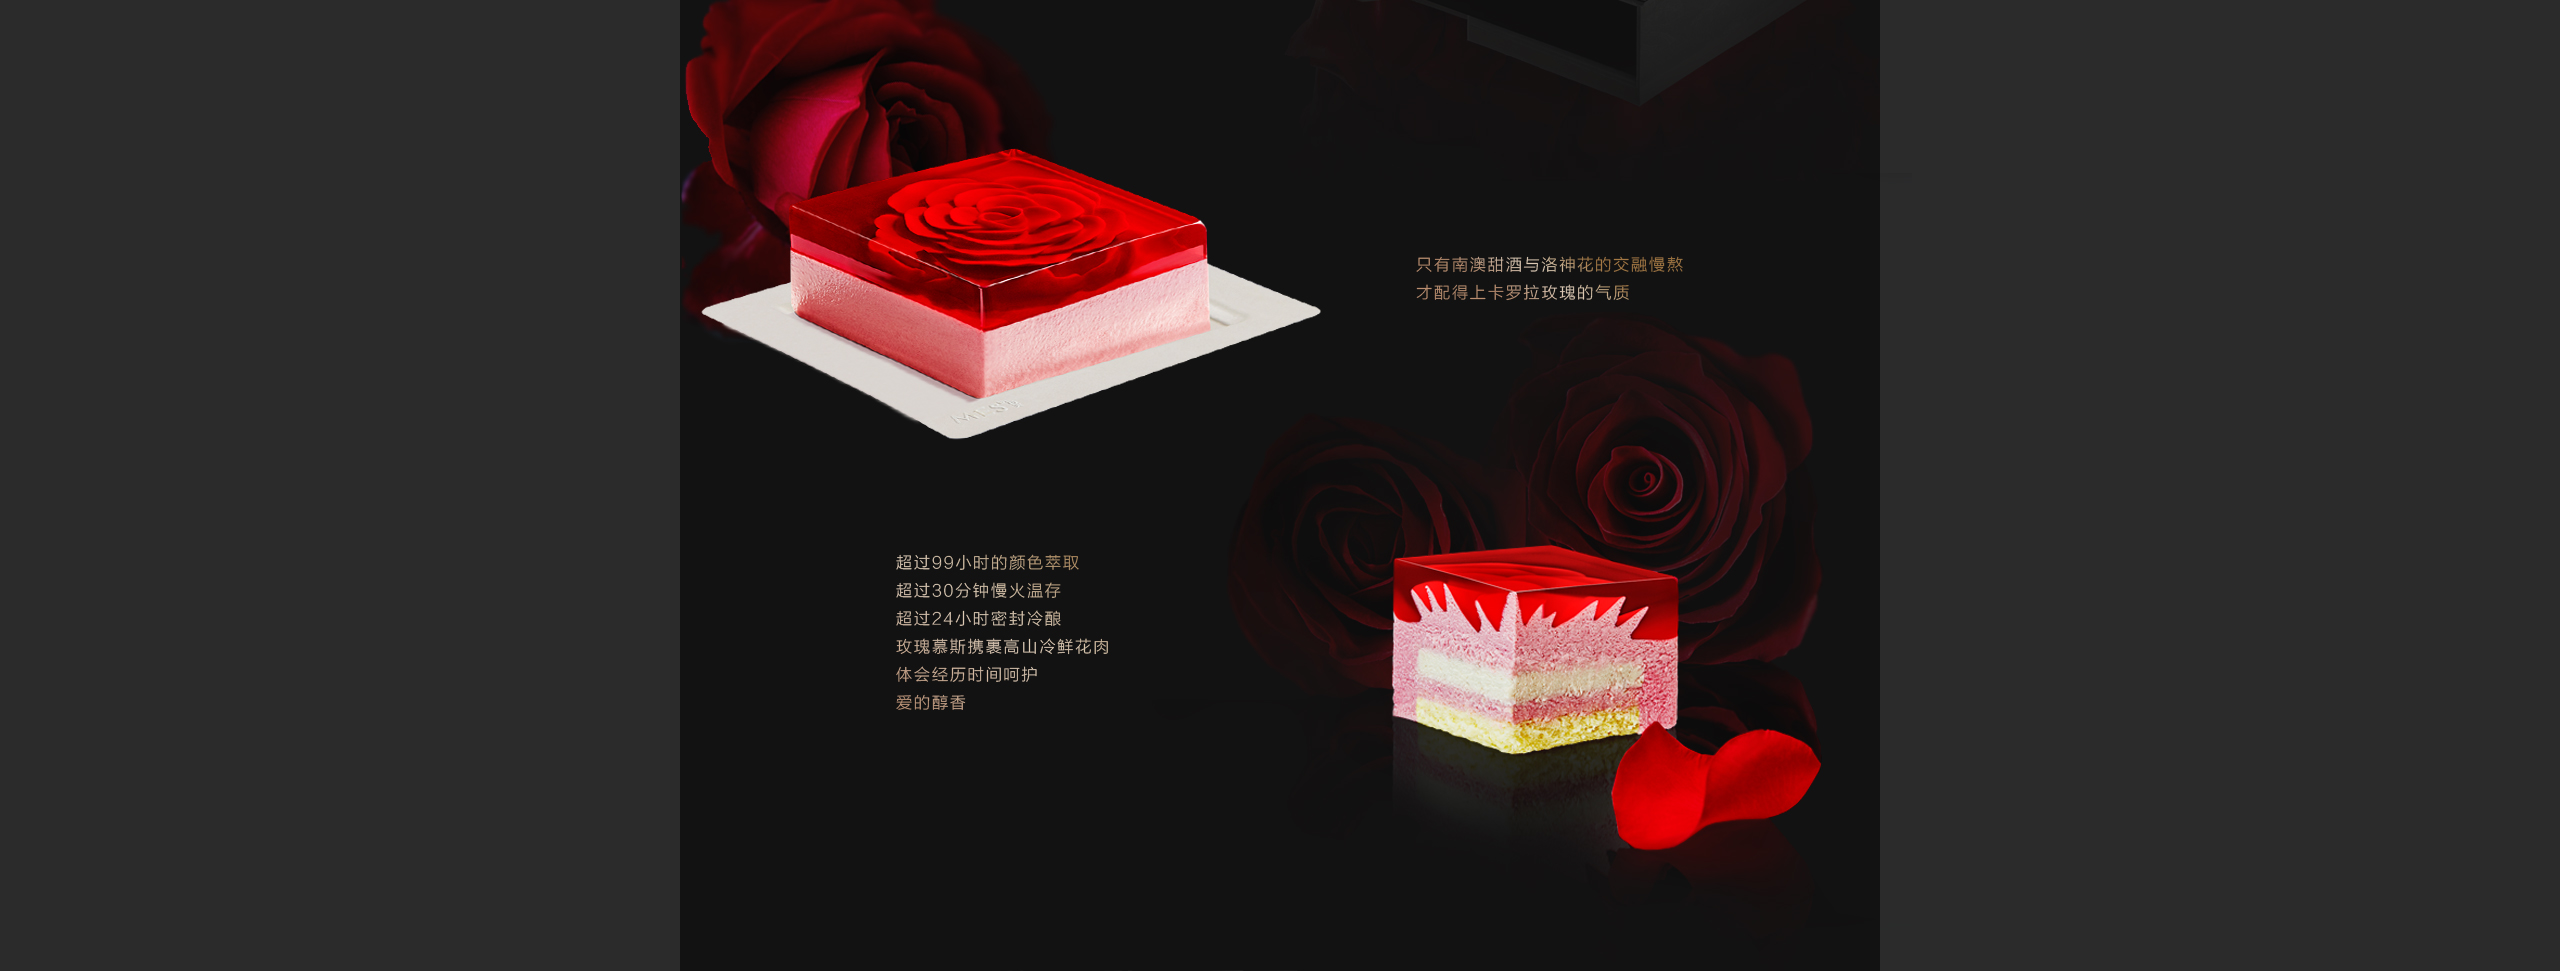 只有南澳甜酒与洛神花的交融慢熬
才配得上卡罗拉玫瑰的气质
超过99小时的颜色萃取
超过30分钟慢火温存
超过24小时密封冷酿
玫瑰慕斯携裹高山冷鲜花肉
体会经历时间呵护
爱的醇香